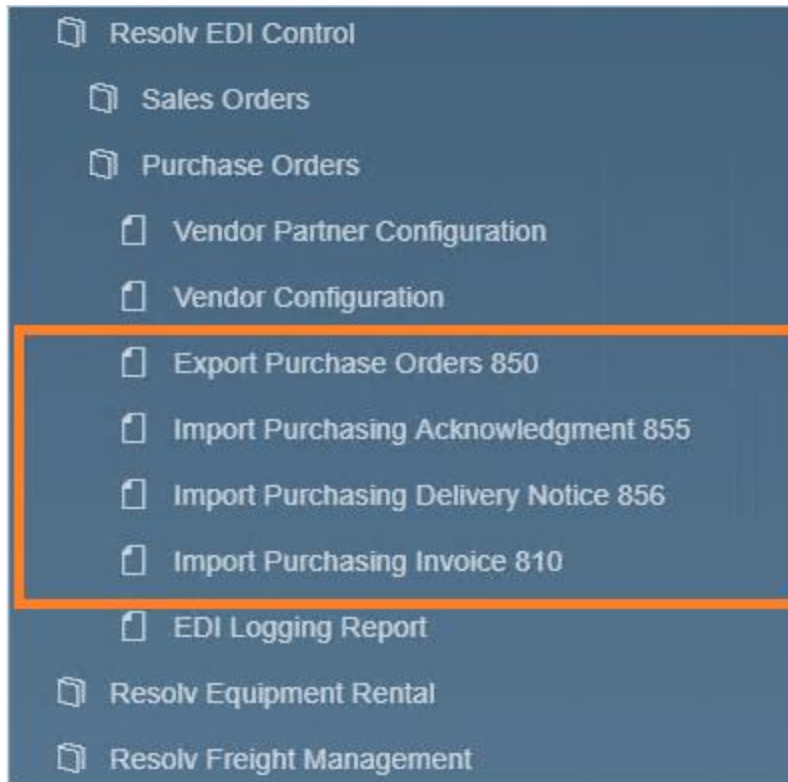 Resolv EDI Control
Sales Orders
Purchase Orders
Vendor Partner Configuration
Vendor Configuration
Export Purchase Orders 850
Import Purchasing Acknowledgment 855
Import Purchasing Delivery Notice 856
Import Purchasing Invoice 810
EDI Logging Report
Resolv Equipment Rental
Resolv Freight Management